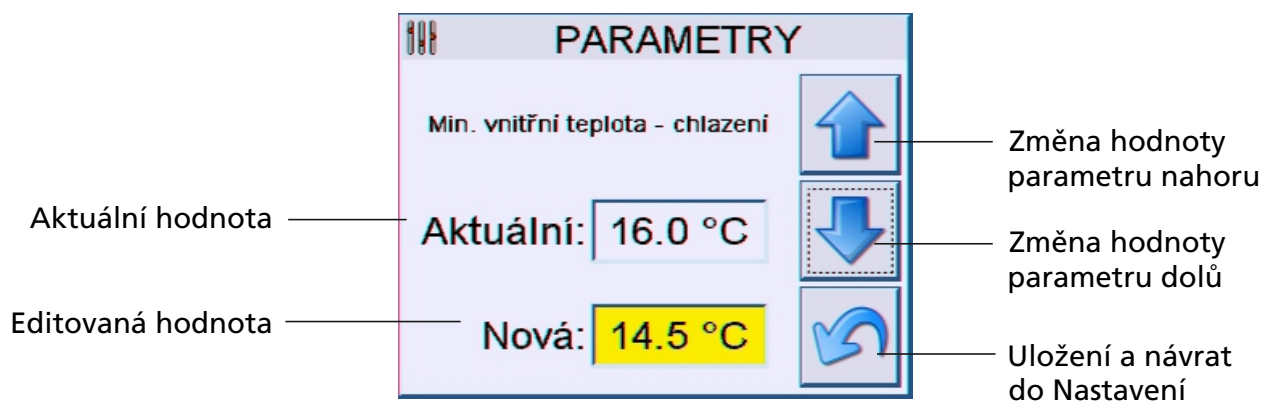 PARAMETRY
Min. vnitřní teplota - chlazení
Změna hodnoty
parametru nahoru
Aktuální hodnota
Aktuální: 16.0 °C
Změna hodnoty
parametru dolů
Editovaná hodnota
Nová: 14.5 °C
Uložení a návrat
do Nastavení